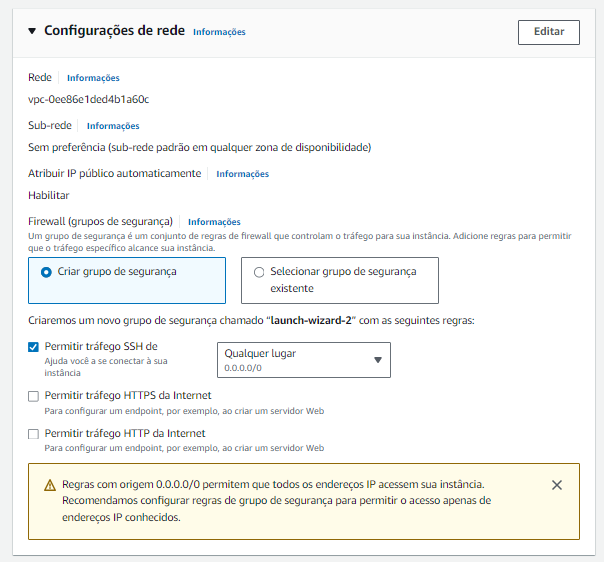 Configurações de rede Informações
Editar
Rede Informações
vpc-0ee86e1ded4b1a60c
Sub-rede Informações
Sem preferência (sub-rede padrão em qualquer zona de disponibilidade)
Atribuir IP público automaticamente Informações
Habilitar
Firewall (grupos de segurança) Informações
Um grupo de segurança é um conjunto de regras de firewall que controlam o tráfego para sua instância. Adicione regras para permitir
que o tráfego específico alcance sua instância.
Criar grupo de segurança
Selecionar grupo de segurança
existente
Criaremos um novo grupo de segurança chamado “launch-wizard-2” com as seguintes regras:
Permitir tráfego SSH de
Ajuda você a se conectar à sua
instância
Qualquer lugar
0.0.0.0/0
Permitir tráfego HTTPS da Internet
Para configurar um endpoint, por exemplo, ao criar um servidor Web
Permitir tráfego HTTP da Internet
Para configurar um endpoint, por exemplo, ao criar um servidor Web
Regras com origem 0.0.0.0/0 permitem que todos os endereços IP acessem sua instância.
Recomendamos configurar regras de grupo de segurança para permitir o acesso apenas de
endereços IP conhecidos.